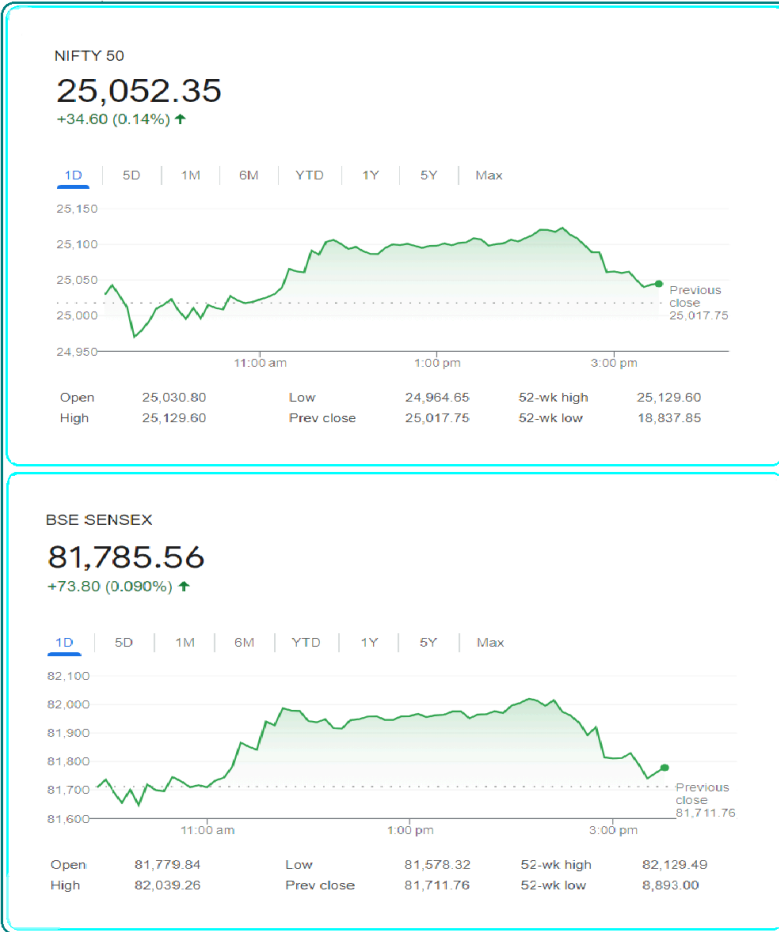 NIFTY 50
25,052.35
+34.60 (0.14%) ↑
1D 5D 1M 6M YTD 1Y 5Y Max
25,150
25,100
25,050
25,000
24,950
Previous
close
25,017.75
11:00 am 1:00 pm 3:00 pm
Open 25,030.80 Low 24,964.65 52-wk high 25,129.60
High 25,129.60 Prev close 25,017.75 52-wk low 18,837.85
BSE SENSEX
81,785.56
+73.80 (0.090%) ↑
1D 5D 1M 6M YTD 1Y 5Y Max
82,100
82,000
81,900
81,800
81,700
81,600
Previous
close
81,711.76
11:00 am 1:00 pm 3:00 pm
Open 81,779.84 Low 81,578.32 52-wk high 82,129.49
High 82,039.26 Prev close 81,711.76 52-wk low 8,893.00